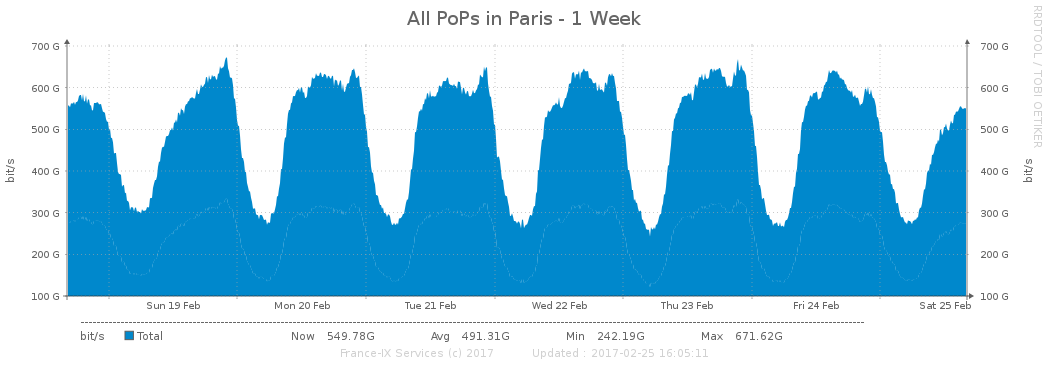 All PoPs in Paris - 1 Week
RRDTOOL / TOBI OETIKER
700 G 700 G
600 G 600 G
500 G 500 G
400 G 400 G
300 G 300 G
200 G 200 G
100 G 100 G
bit/s bit/s
Sun 19 Feb Mon 20 Feb Tue 21 Feb Wed 22 Feb Thu 23 Feb Fri 24 Feb Sat 25 Feb
bit/s Total Now 549.78G Avg 491.31G Min 242.19G Max 671.62G
France-IX Services (c) 2017 Updated : 2017-02-25 16:05:11